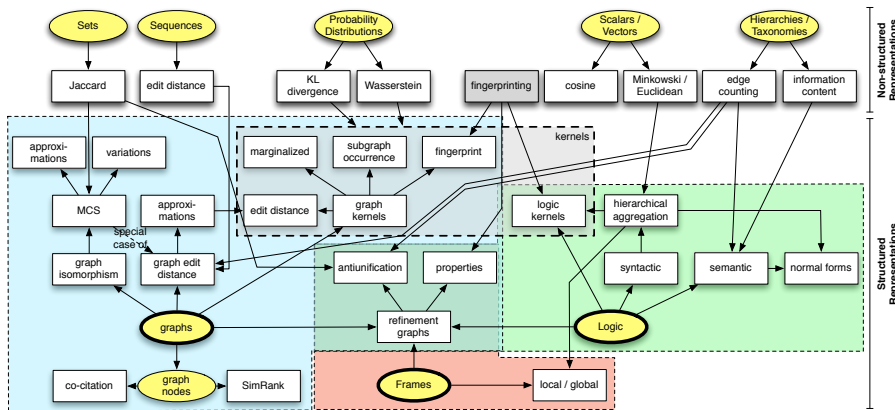 Sets
Sequences
Probability
Distributions
Scalars /
Vectors
Hierarchies /
Taxonomies
Jaccard
edit distance
KL
divergence
Wasserstein
fingerprinting
cosine
Minkowski /
Euclidean
edge
counting
information
content
Non-structured
Representations
approxi-
mations
variations
marginalized
subgraph
occurrence
fingerprint
kernels
MCS
approxi-
mations
edit distance
graph
kernels
logic
kernels
hierarchical
aggregation
special
case of
graph
isomorphism
graph edit
distance
antiunification
properties
syntactic
semantic
normal forms
Structured
Representations
graphs
refinement
graphs
Logic
co-citation
graph
nodes
SimRank
Frames
local / global